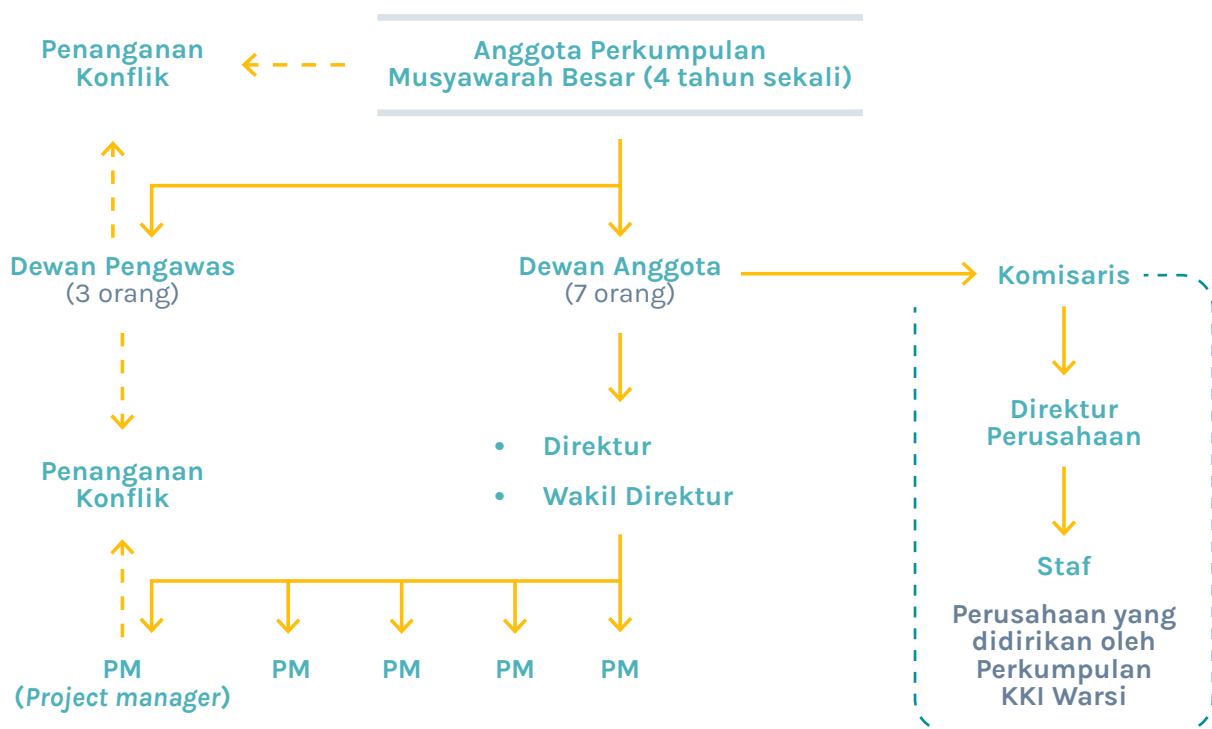 Penanganan
Konflik
Anggota Perkumpulan
Musyawarah Besar (4 tahun sekali)
Dewan Pengawas
(3 orang)
Dewan Anggota
(7 orang)
Komisaris
Direktur
Perusahaan
Penanganan
Konflik
• Direktur
• Wakil Direktur
Staf
Perusahaan yang
didirikan oleh
Perkumpulan
KKI Warsi
PM
(Project manager)
PM
PM
PM
PM